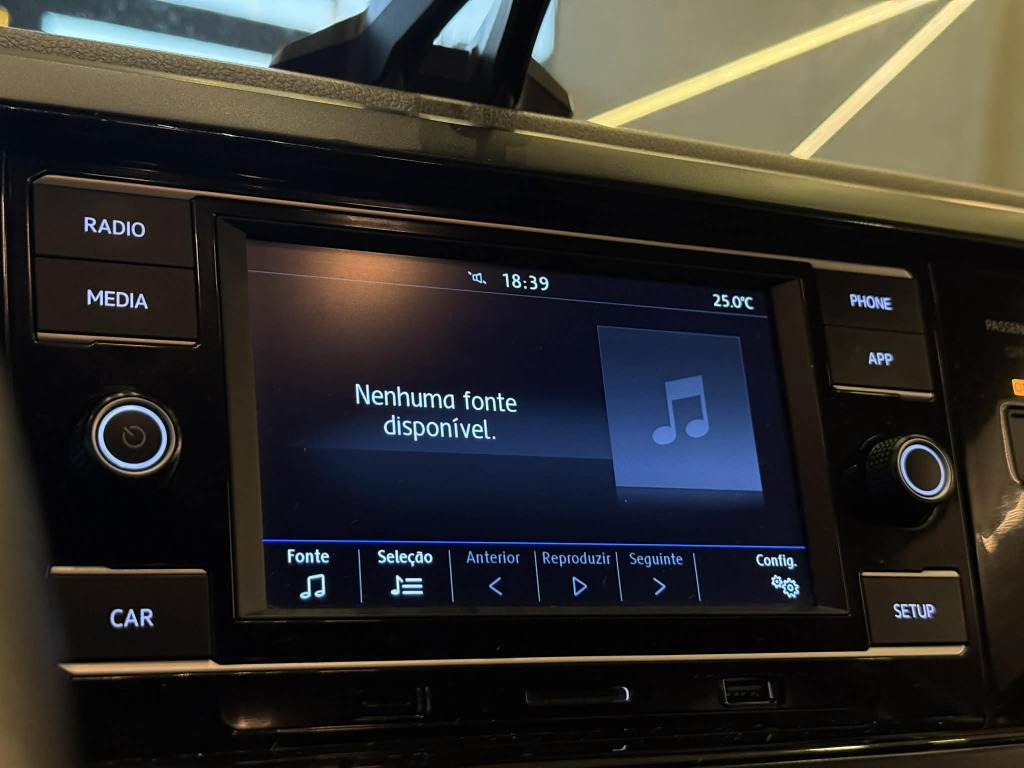 RADIO
MEDIA
18:39
25.0°C
PHONE
APP
Nenhuma fonte
disponível.
Fonte
Seleção
Anterior
Reproduzir
Seguinte
Config.
CAR
SETUP